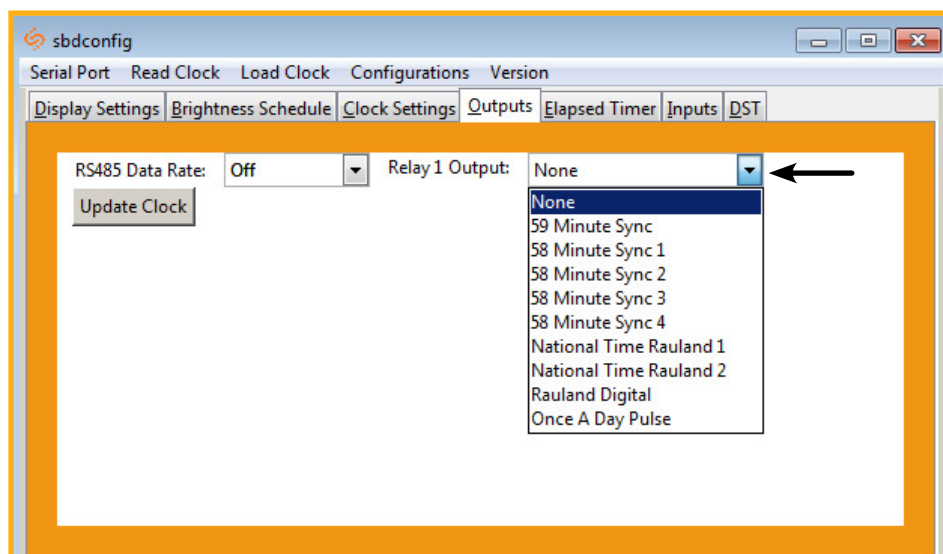 sbdconfig
Serial Port Read Clock Load Clock Configurations Version
Display Settings Brightness Schedule Clock Settings Outputs Elapsed Timer Inputs DST
RS485 Data Rate: Off Relay 1 Output: None
Update Clock
None
59 Minute Sync
58 Minute Sync 1
58 Minute Sync 2
58 Minute Sync 3
58 Minute Sync 4
National Time Rauland 1
National Time Rauland 2
Rauland Digital
Once A Day Pulse